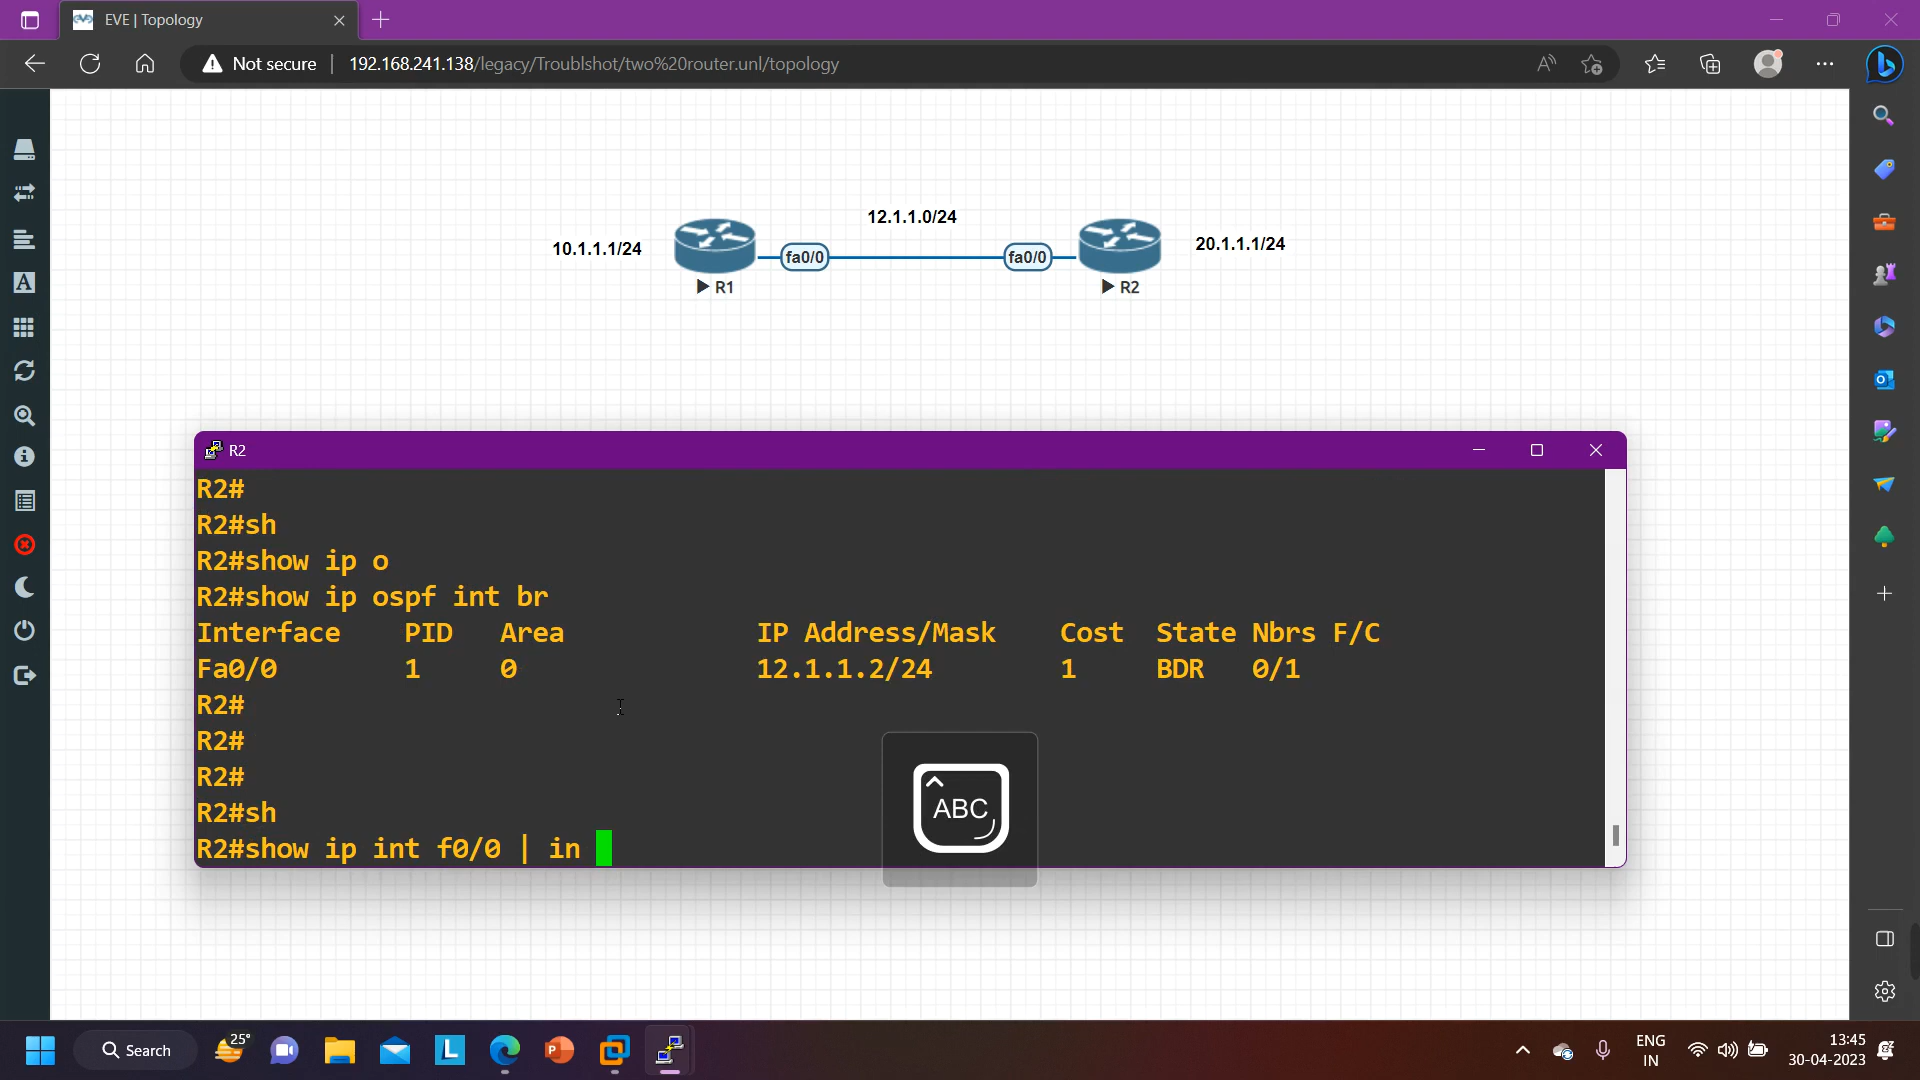 EVE | Topology
Not secure | 192.168.241.138/legacy/Troublshot/two%20router.unl/topology
12.1.1.0/24
10.1.1.1/24
20.1.1.1/24
fa0/0
fa0/0
R1
R2
R2
R2#
R2#sh
R2#show ip o
R2#show ip ospf int br
Interface PID Area IP Address/Mask Cost State Nbrs F/C
Fa0/0 1 0 12.1.1.2/24 1 BDR 0/1
R2#
R2#
R2#
R2#sh
R2#show ip int f0/0 | in
ABC
Search
25°
ENG
IN
13:45
30-04-2023